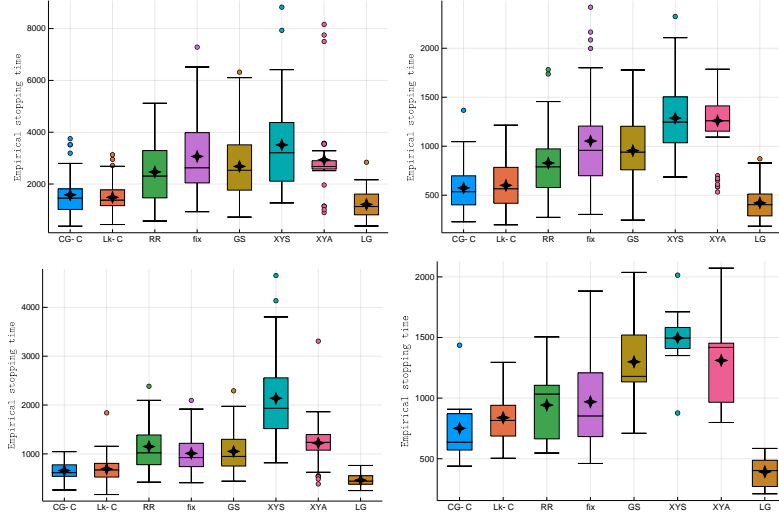 Empirical stopping time
8000
6000
4000
2000
CG- C Lk- C RR fix GS XYS XYA LG
Empirical stopping time
2000
1500
1000
500
CG- C Lk- C RR fix GS XYS XYA LG
Empirical stopping time
4000
3000
2000
1000
CG- C Lk- C RR fix GS XYS XYA LG
Empirical stopping time
2000
1500
1000
500
CG- C Lk- C RR fix GS XYS XYA LG